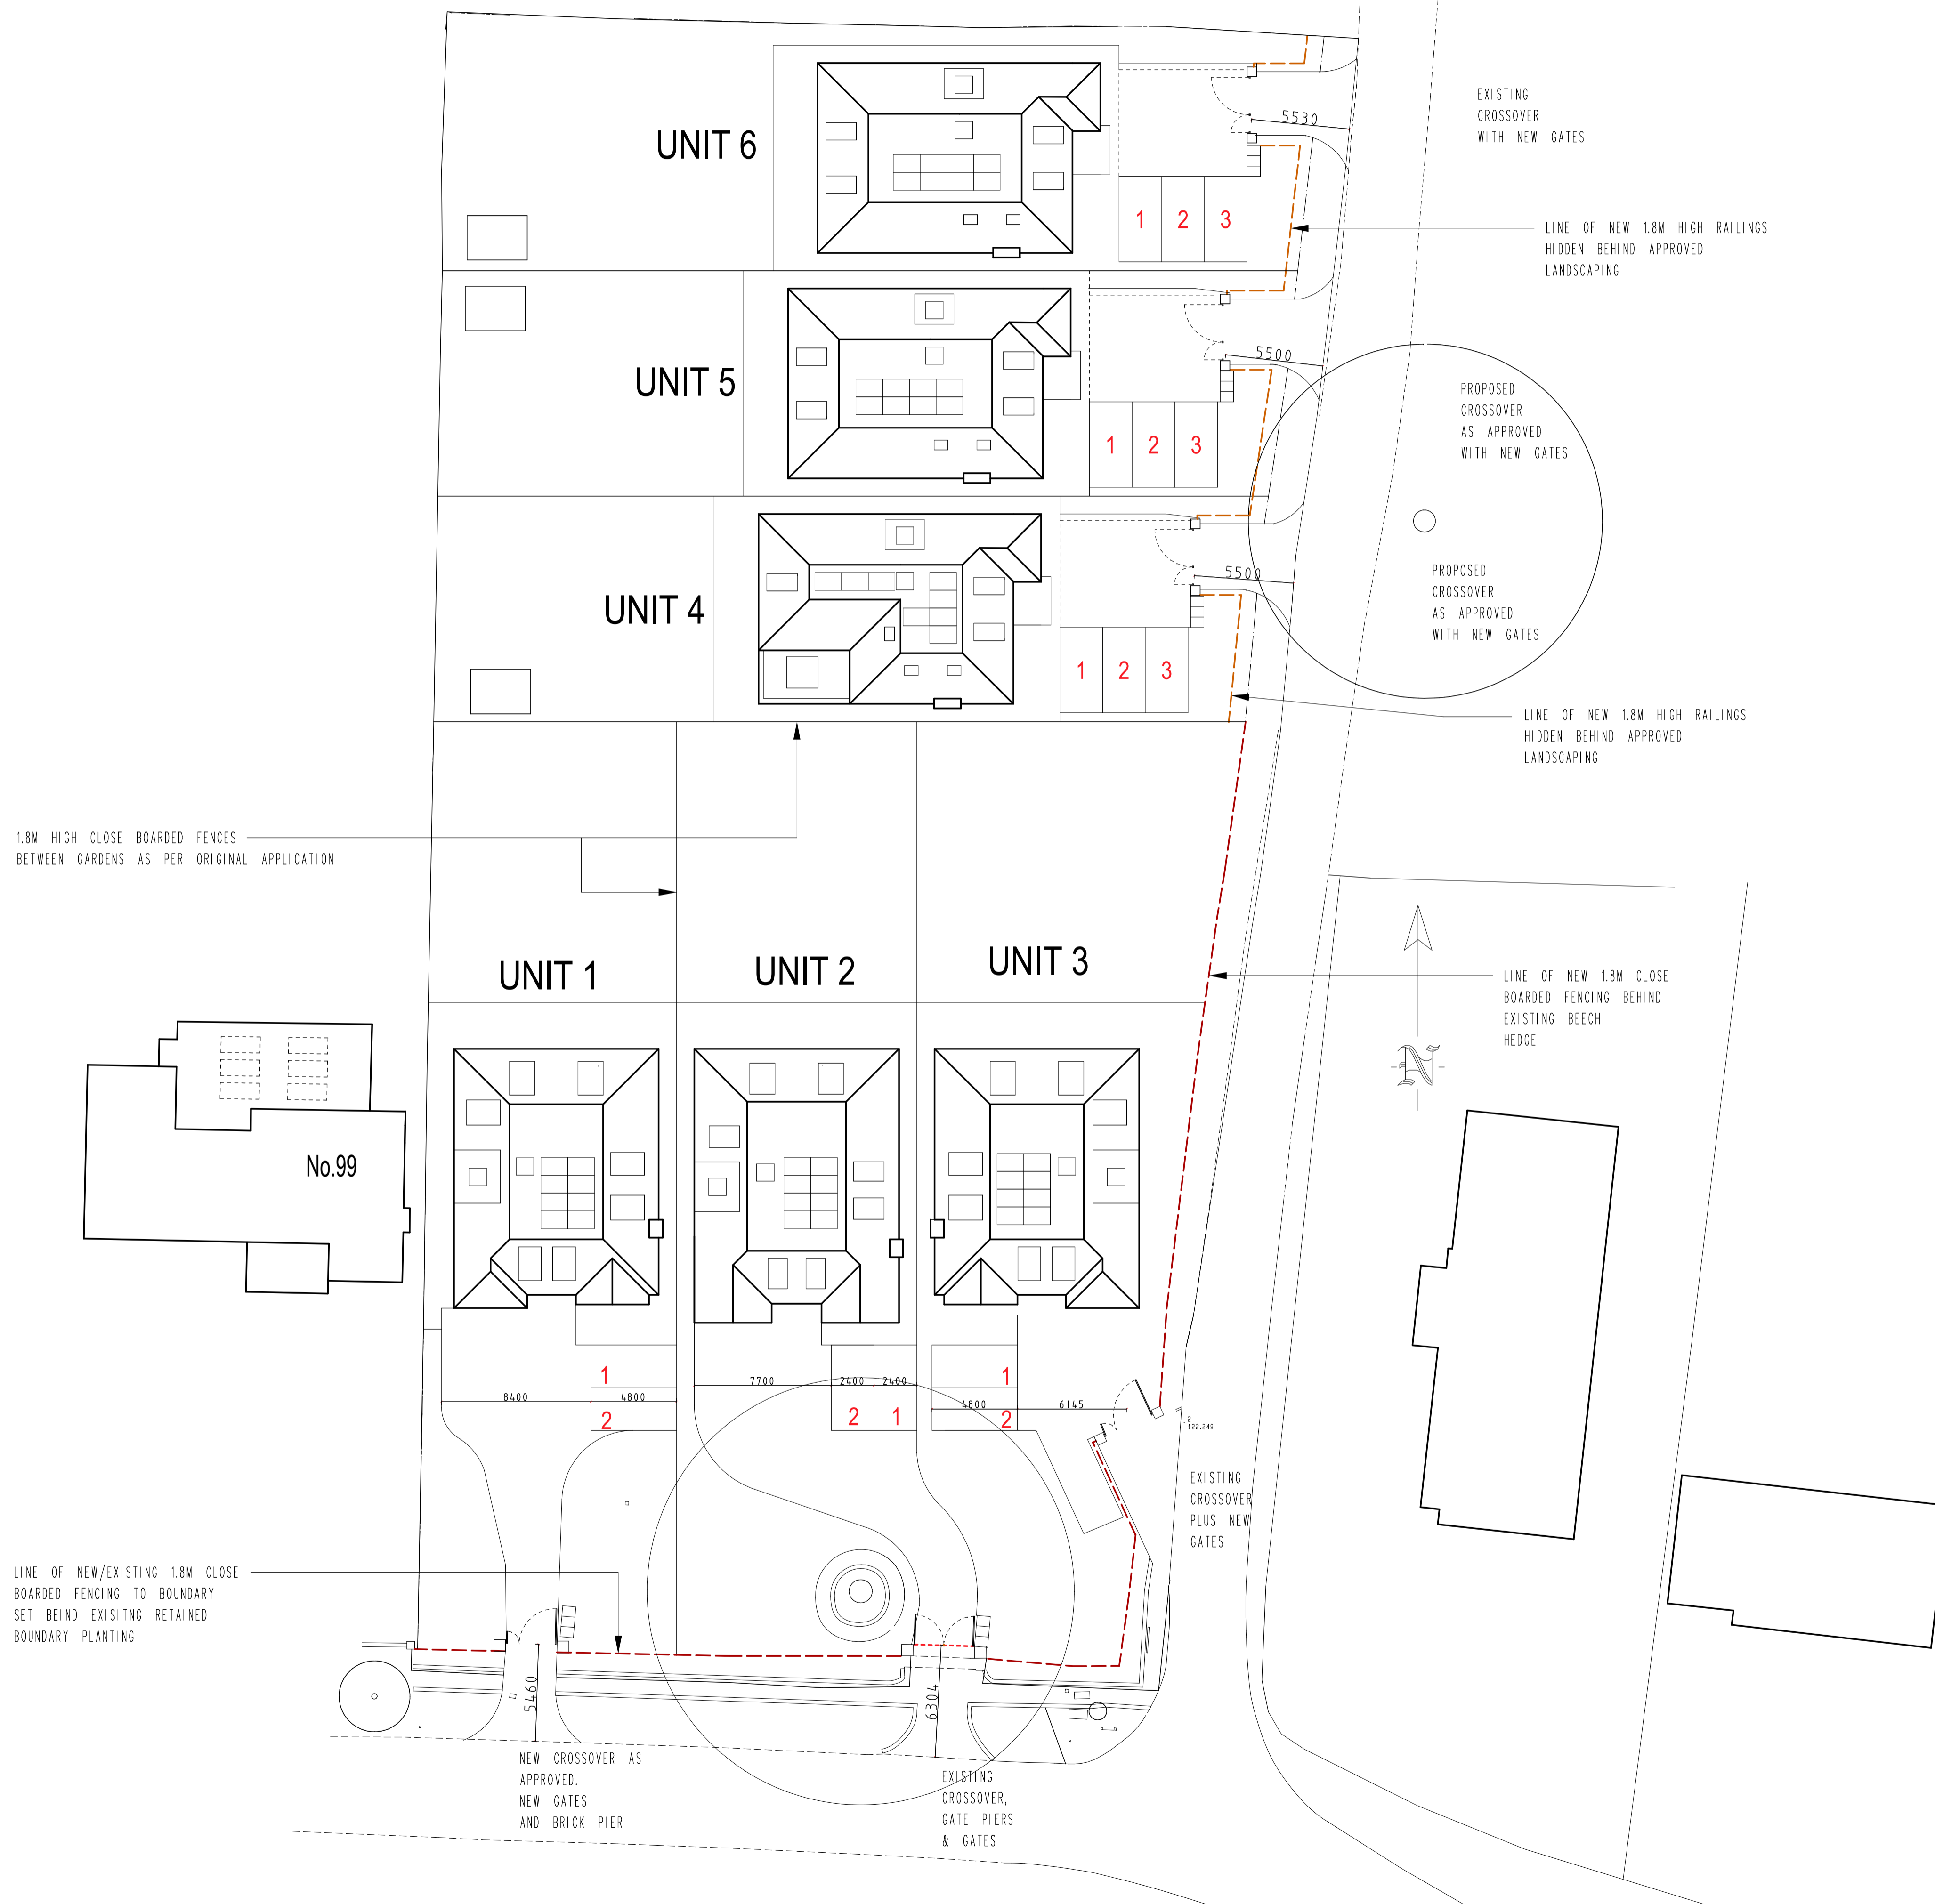 EXISTING
CROSSOVER
WITH NEW GATES
5530
UNIT 6
1 2 3
LINE OF NEW 1.8M HIGH RAILINGS
HIDDEN BEHIND APPROVED
LANDSCAPING
5500
UNIT 5
PROPOSED
CROSSOVER
AS APPROVED
WITH NEW GATES
1 2 3
5500
PROPOSED
CROSSOVER
AS APPROVED
WITH NEW GATES
UNIT 4
1 2 3
LINE OF NEW 1.8M HIGH RAILINGS
HIDDEN BEHIND APPROVED
LANDSCAPING
1.8M HIGH CLOSE BOARDED FENCES
BETWEEN GARDENS AS PER ORIGINAL APPLICATION
UNIT 1
UNIT 2
UNIT 3
LINE OF NEW 1.8M CLOSE
BOARDED FENCING BEHIND
EXISTING BEECH
HEDGE
N
No.99
1
8400
4800
2
7700
2400
2400
2 1
1
4800
6145
2
2
122.249
EXISTING
CROSSOVER
PLUS NEW
GATES
LINE OF NEW/EXISTING 1.8M CLOSE
BOARDED FENCING TO BOUNDARY
SET BEIND EXISITNG RETAINED
BOUNDARY PLANTING
5460
6304
NEW CROSSOVER AS
APPROVED.
NEW GATES
AND BRICK PIER
EXISTING
CROSSOVER,
GATE PIERS
& GATES